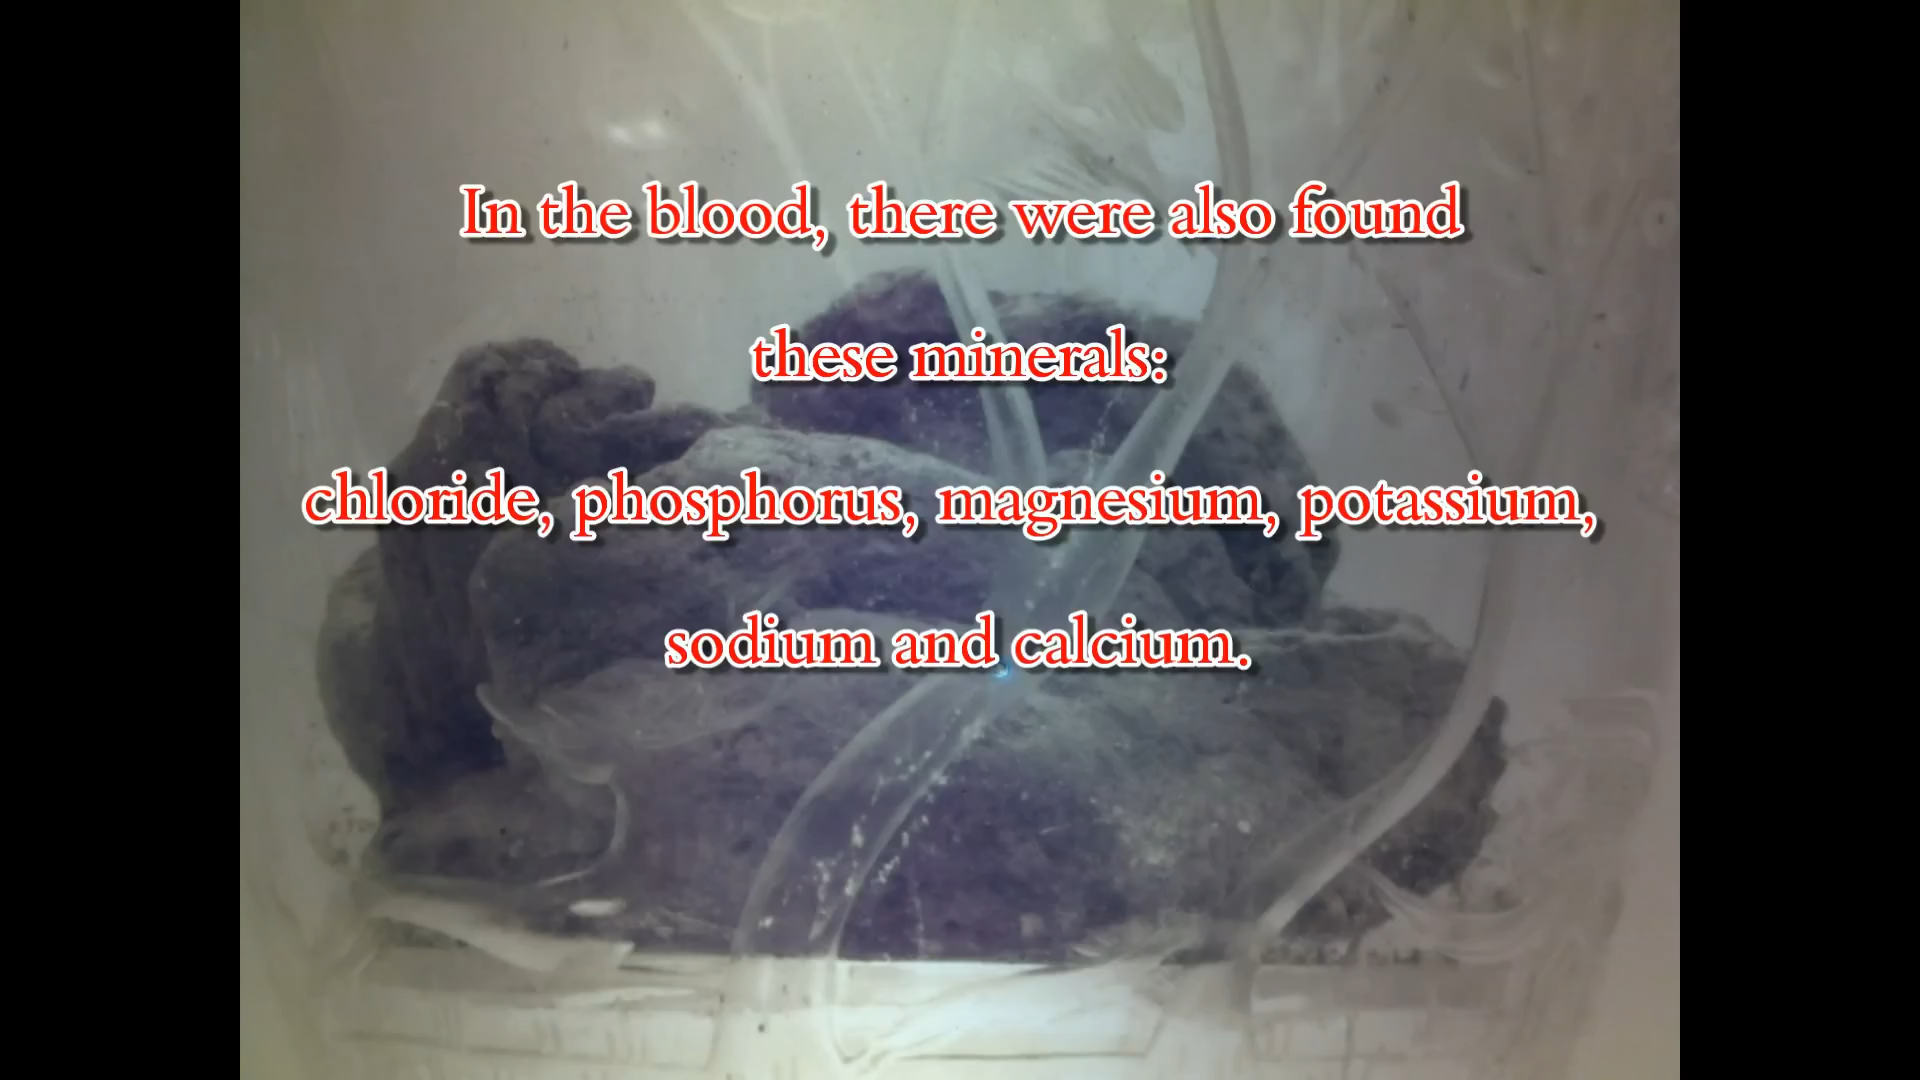 In the blood, there were also found
these minerals:
chloride, phosphorus, magnesium, potassium,
sodium and calcium.